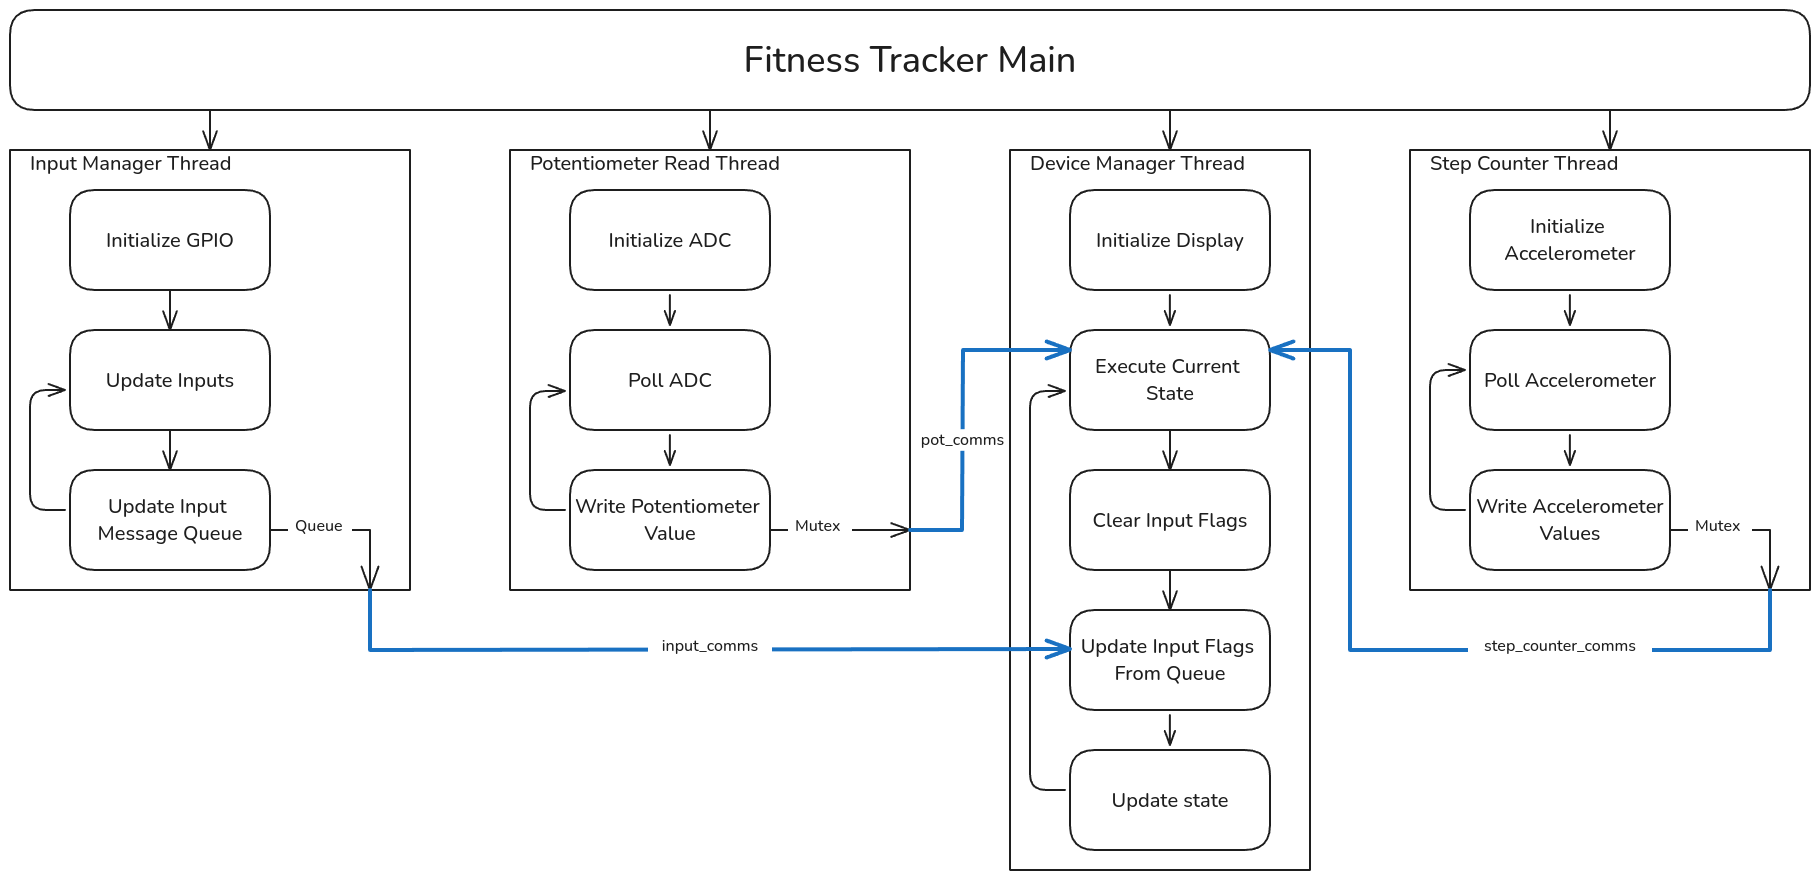 Fitness Tracker Main
Input Manager Thread
Initialize GPIO
Update Inputs
Update Input
Message Queue
Queue
input_comms
Potentiometer Read Thread
Initialize ADC
Poll ADC
Write Potentiometer
Value
Mutex
pot_comms
Device Manager Thread
Initialize Display
Execute Current
State
Clear Input Flags
Update Input Flags
From Queue
Update state
Step Counter Thread
Initialize
Accelerometer
Poll Accelerometer
Write Accelerometer
Values
Mutex
step_counter_comms